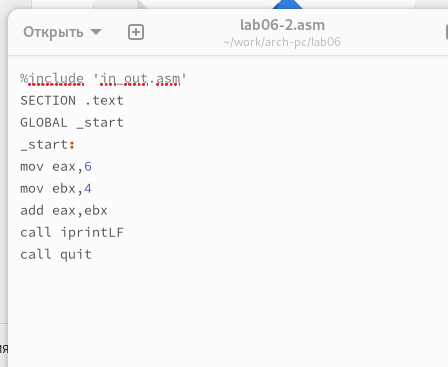 Открыть
lab06-2.asm
~/work/arch-pc/lab06
%include 'in_out.asm'
SECTION .text
GLOBAL _start
_start:
mov eax,6
mov ebx,4
add eax,ebx
call iprintLF
call quit
ия